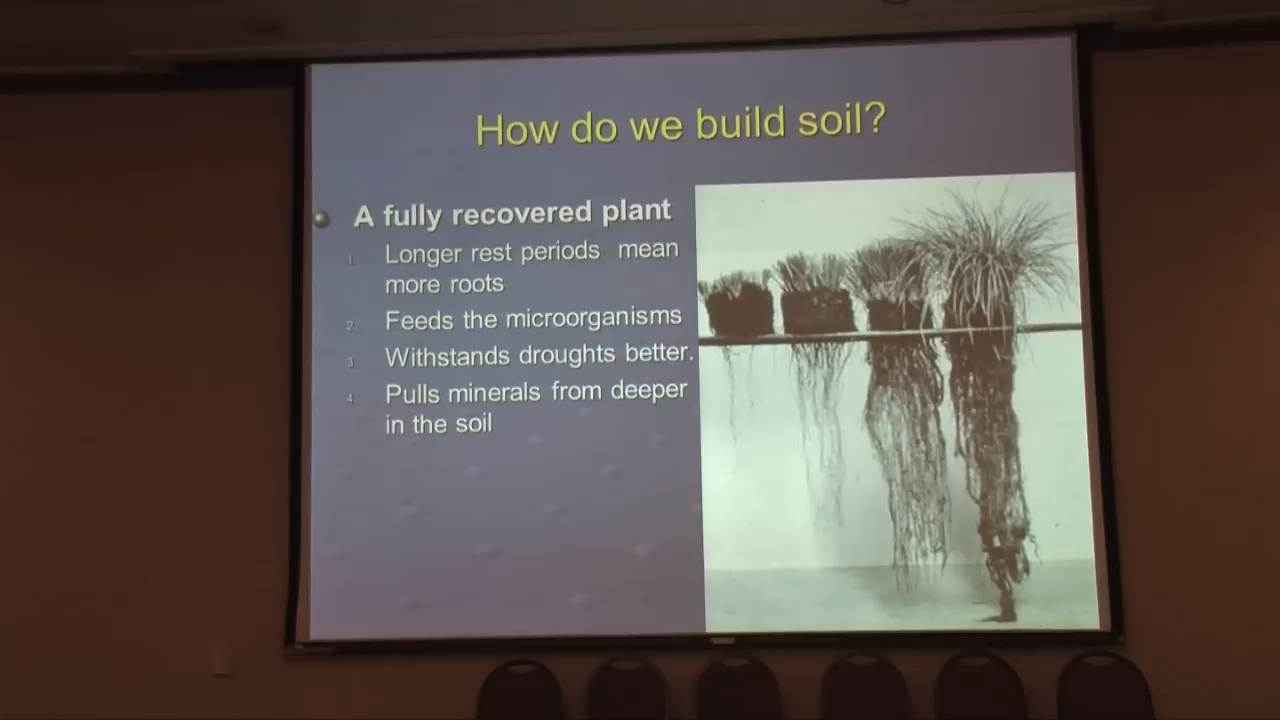 How do we build soil?
A fully recovered plant
1. Longer rest periods mean
more roots
2. Feeds the microorganisms
3. Withstands droughts better.
4. Pulls minerals from deeper
in the soil